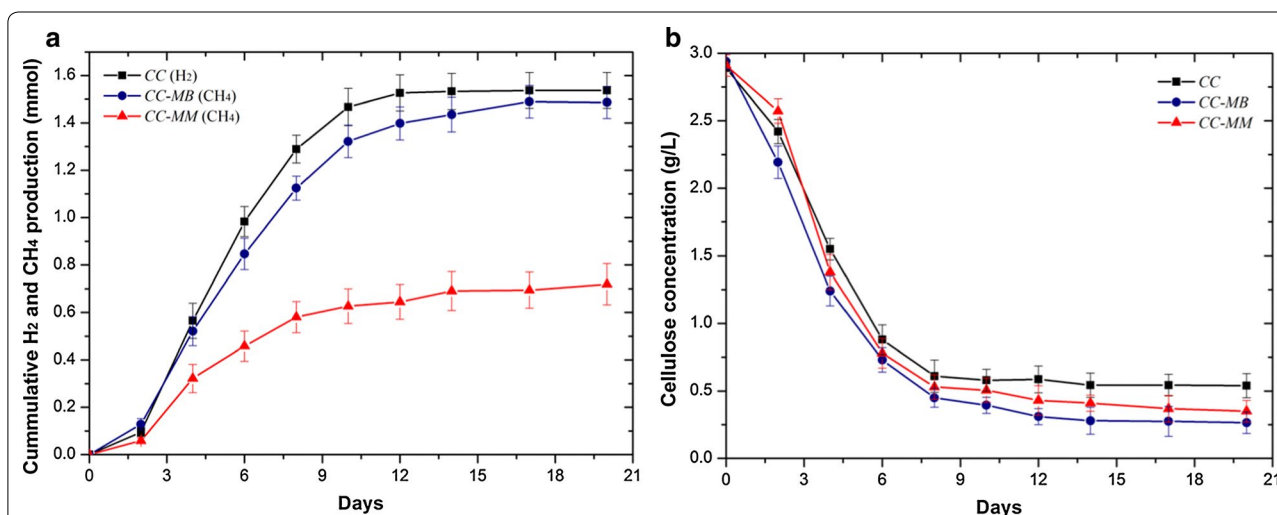 a
Cummulative H2 and CH4 production (mmol)
1.6
1.4
1.2
1.0
0.8
0.6
0.4
0.2
0.0
CC (H2)
CC-MB (CH4)
CC-MM (CH4)
0 3 6 9 12 15 18 21
Days
b
Cellulose concentration (g/L)
3.0
2.5
2.0
1.5
1.0
0.5
0.0
CC
CC-MB
CC-MM
0 3 6 9 12 15 18 21
Days